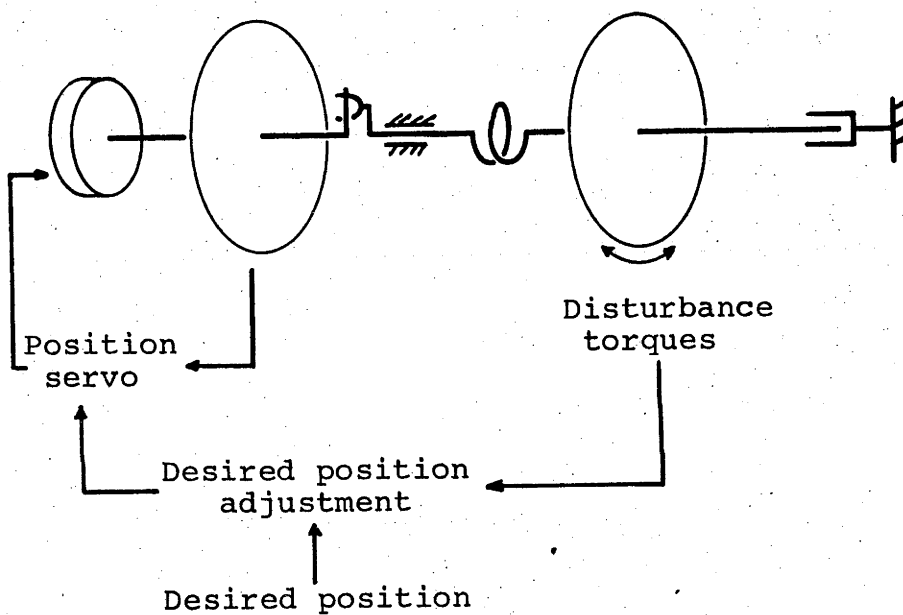 Disturbance
torques
Position
servo
Desired position
adjustment
Desired position